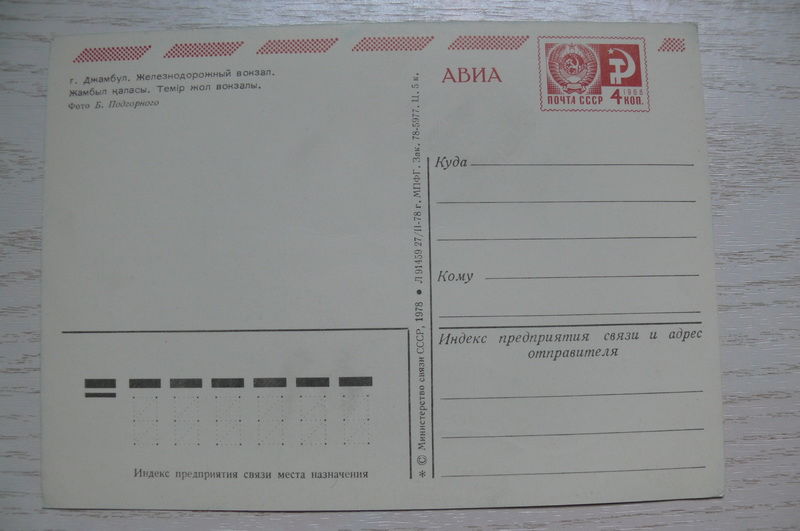 г. Джамбул. Железнодорожный вокзал.
Жамбыл қаласы. Темір жол вокзалы.
Фото Б. Подгорного
АВИА
ПОЧТА СССР
1966
4 КОП.
Куда
Кому
Индекс предприятия связи и адрес
отправителя
Индекс предприятия связи места назначения
* © Министерство связи СССР, 1978 • Л 91459 27/II-78 г. МПФГ. Зак. 78-5977. Ц. 5 к.